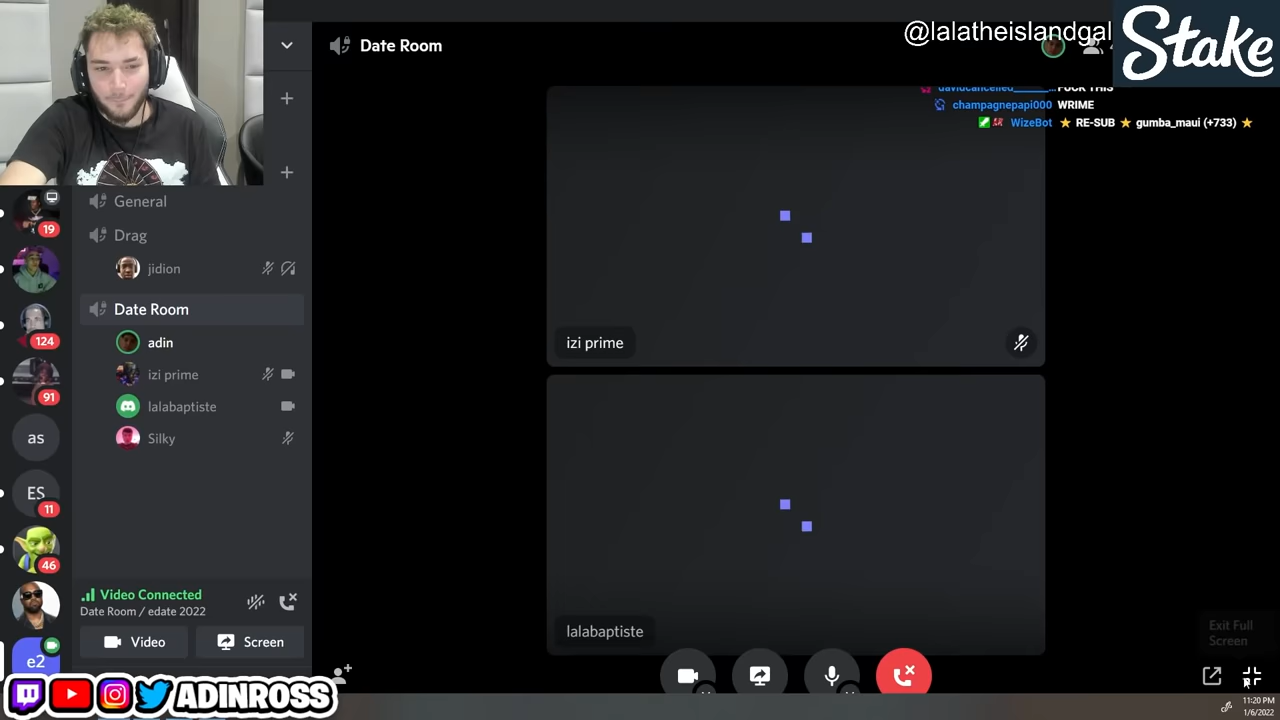 Date Room
@lalatheislandgal
Stake
FUCK THIS
champagnepapi000 WRIME
WizeBot ⭐ RE-SUB ⭐ gumba_maui (+733) ⭐
General
Drag
jidion
Date Room
adin
izi prime
lalabaptiste
Silky
19
124
91
as
ES
11
46
e2
izi prime
lalabaptiste
Video Connected
Date Room / edate 2022
Video
Screen
Exit Full
Screen
ADINROSS
11:20 PM
1/6/2022